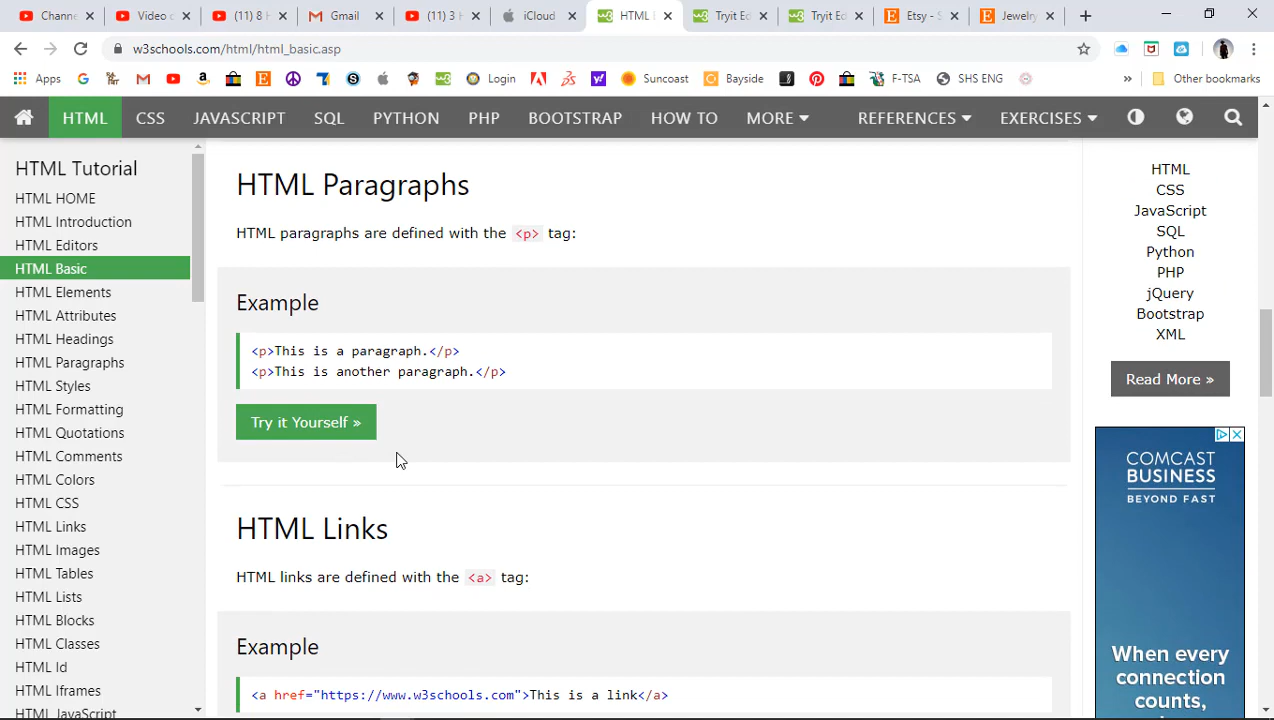 Channe
Video c
(11) 8 H
Gmail
(11) 3 H
iCloud
HTML
Tryit Ed
Tryit Ed
Etsy - S
Jewelry
w3schools.com/html/html_basic.asp
Apps
Login
Suncoast
Bayside
F-TSA
SHS ENG
»
Other bookmarks
HTML
CSS
JAVASCRIPT
SQL
PYTHON
PHP
BOOTSTRAP
HOW TO
MORE
REFERENCES
EXERCISES
HTML Tutorial
HTML HOME
HTML Introduction
HTML Editors
HTML Basic
HTML Elements
HTML Attributes
HTML Headings
HTML Paragraphs
HTML Styles
HTML Formatting
HTML Quotations
HTML Comments
HTML Colors
HTML CSS
HTML Links
HTML Images
HTML Tables
HTML Lists
HTML Blocks
HTML Classes
HTML Id
HTML Iframes
HTML JavaScript
HTML Paragraphs
HTML paragraphs are defined with the <p> tag:
Example
<p>This is a paragraph.</p>
<p>This is another paragraph.</p>
Try it Yourself »
HTML Links
HTML links are defined with the <a> tag:
Example
<a href="https://www.w3schools.com">This is a link</a>
HTML
CSS
JavaScript
SQL
Python
PHP
jQuery
Bootstrap
XML
Read More »
COMCAST
BUSINESS
BEYOND FAST
When every
connection
counts,